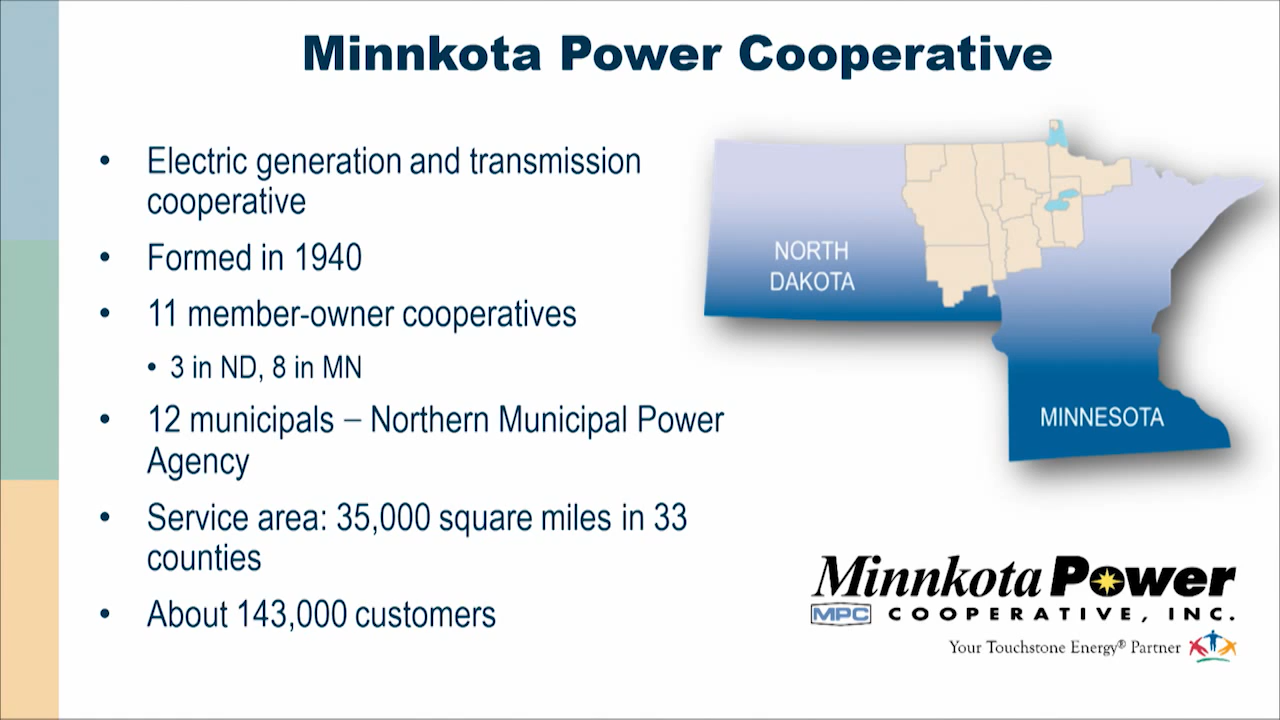 Minnkota Power Cooperative
• Electric generation and transmission
cooperative
• Formed in 1940
• 11 member-owner cooperatives
• 3 in ND, 8 in MN
• 12 municipals – Northern Municipal Power
Agency
• Service area: 35,000 square miles in 33
counties
• About 143,000 customers
NORTH
DAKOTA
MINNESOTA
Minnkota Power
MPC COOPERATIVE, INC.
Your Touchstone Energy® Partner